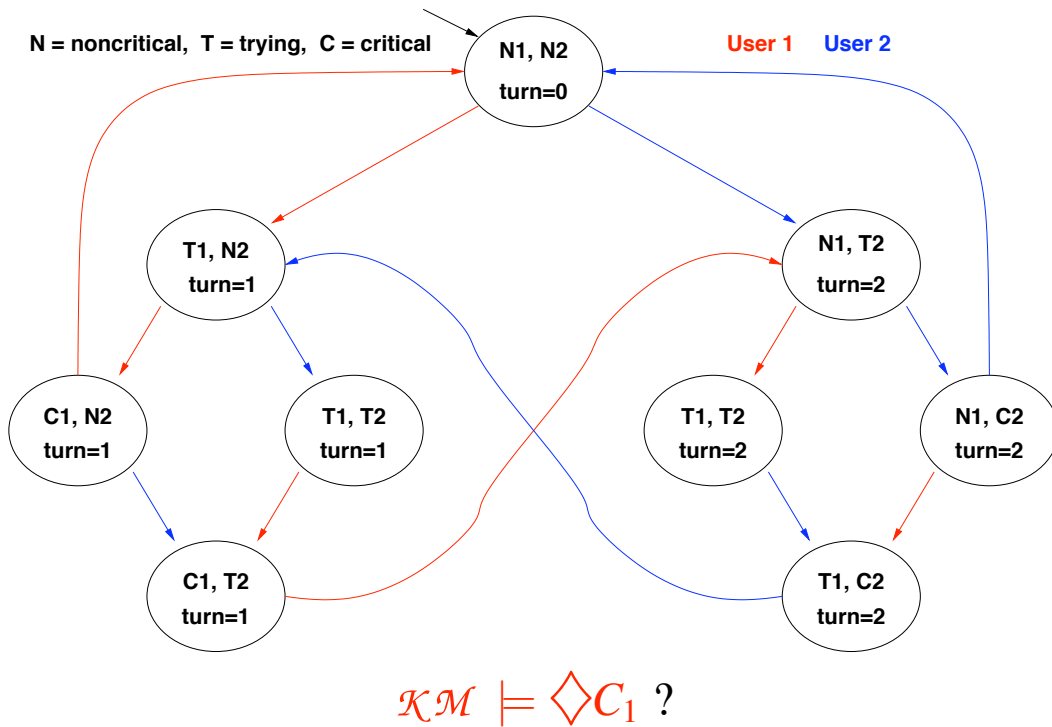 N = noncritical, T = trying, C = critical
User 1 User 2
N1, N2
turn=0
T1, N2
turn=1
N1, T2
turn=2
C1, N2
turn=1
T1, T2
turn=1
T1, T2
turn=2
N1, C2
turn=2
C1, T2
turn=1
T1, C2
turn=2
𝒦ℳ ⊨ ◇C₁ ?